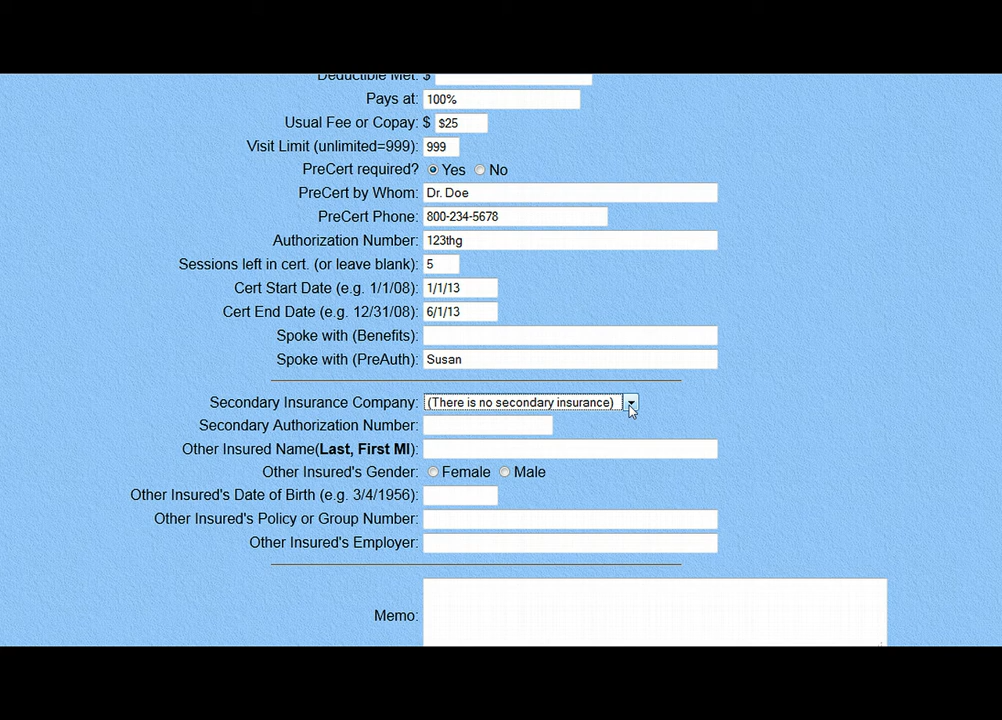 Deductible Met: $
Pays at: 100%
Usual Fee or Copay: $ $25
Visit Limit (unlimited=999): 999
PreCert required? Yes No
PreCert by Whom: Dr. Doe
PreCert Phone: 800-234-5678
Authorization Number: 123thg
Sessions left in cert. (or leave blank): 5
Cert Start Date (e.g. 1/1/08): 1/1/13
Cert End Date (e.g. 12/31/08): 6/1/13
Spoke with (Benefits):
Spoke with (PreAuth): Susan
Secondary Insurance Company: (There is no secondary insurance)
Secondary Authorization Number:
Other Insured Name(Last, First MI):
Other Insured's Gender: Female Male
Other Insured's Date of Birth (e.g. 3/4/1956):
Other Insured's Policy or Group Number:
Other Insured's Employer:
Memo: